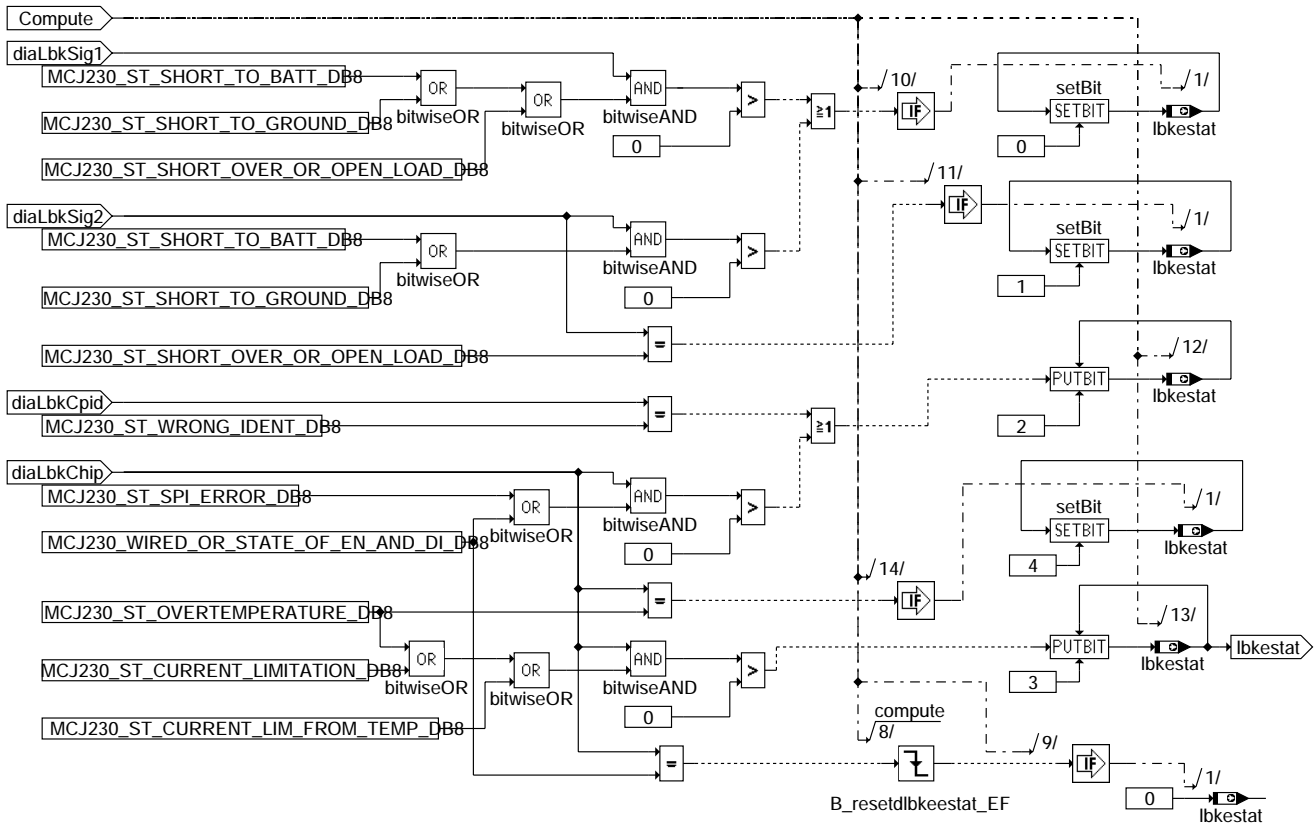 Compute
diaLbkSig1
MCJ230_ST_SHORT_TO_BATT_DB8
OR
bitwiseOR
MCJ230_ST_SHORT_TO_GROUND_DB8
OR
bitwiseOR
MCJ230_ST_SHORT_OVER_OR_OPEN_LOAD_DB8
AND
bitwiseAND
>
0
≥1
/10/
IF
/1/
setBit
SETBIT
lbkestat
0
/11/
IF
/1/
setBit
SETBIT
lbkestat
1
diaLbkSig2
MCJ230_ST_SHORT_TO_BATT_DB8
OR
bitwiseOR
MCJ230_ST_SHORT_TO_GROUND_DB8
AND
bitwiseAND
>
0
MCJ230_ST_SHORT_OVER_OR_OPEN_LOAD_DB8
=
/12/
PUTBIT
lbkestat
2
diaLbkCpid
MCJ230_ST_WRONG_IDENT_DB8
=
≥1
diaLbkChip
MCJ230_ST_SPI_ERROR_DB8
OR
bitwiseOR
MCJ230_WIRED_OR_STATE_OF_EN_AND_DI_DB8
AND
bitwiseAND
>
0
/1/
setBit
SETBIT
lbkestat
4
/14/
IF
MCJ230_ST_OVERTEMPERATURE_DB8
=
/13/
PUTBIT
lbkestat
lbkestat
3
MCJ230_ST_CURRENT_LIMITATION_DB8
OR
bitwiseOR
OR
bitwiseOR
AND
bitwiseAND
>
0
MCJ230_ST_CURRENT_LIM_FROM_TEMP_DB8
compute
8/
/9/
=
B_resetdlbkeestat_EF
IF
/1/
0
lbkestat